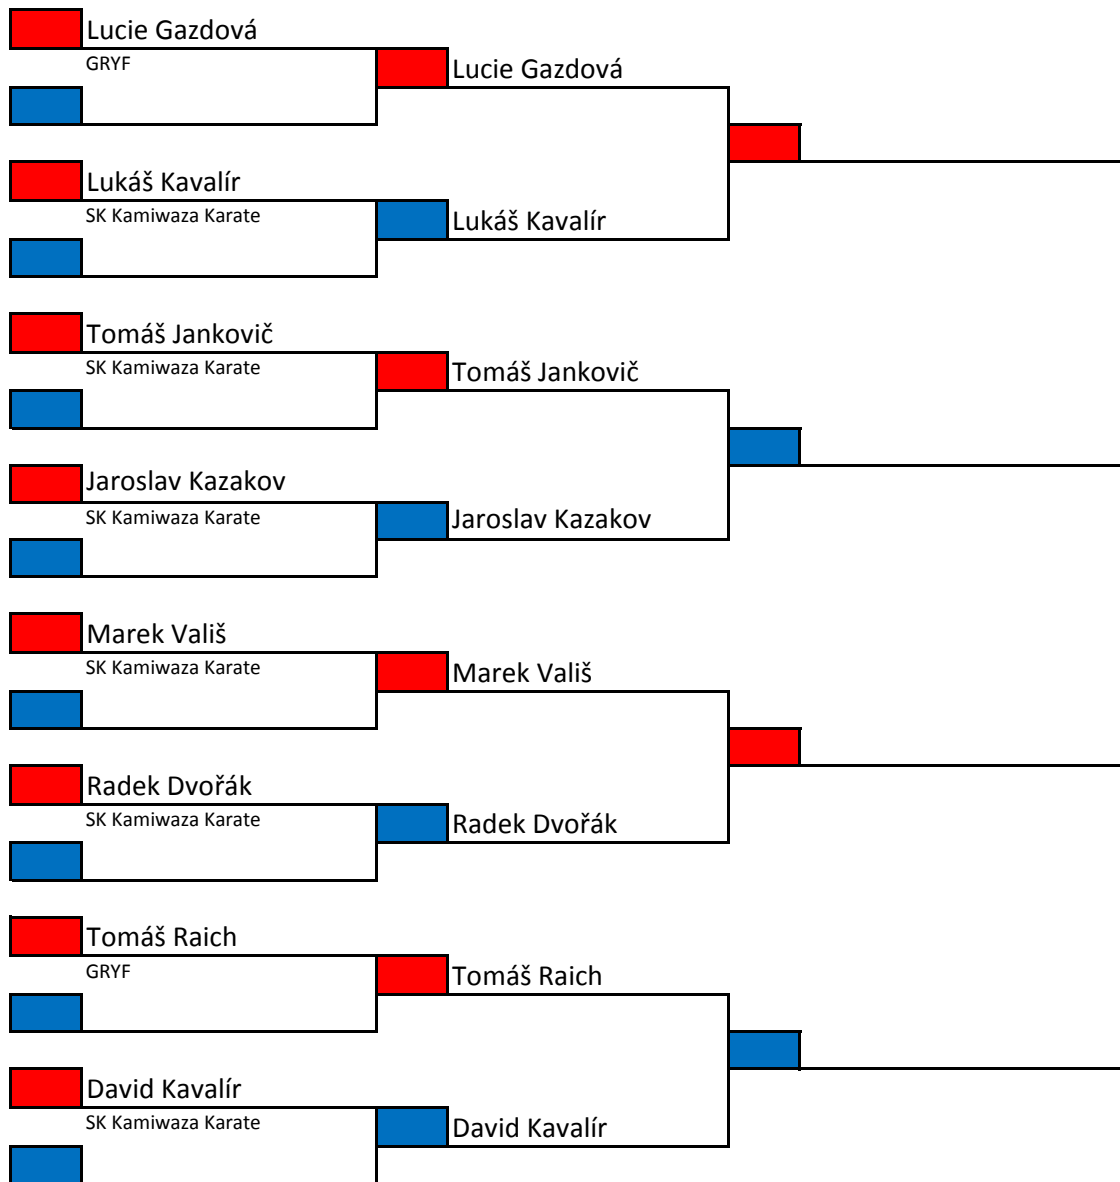 Lucie Gazdová
GRYF
Lucie Gazdová
Lukáš Kavalír
SK Kamiwaza Karate
Lukáš Kavalír
Tomáš Jankovič
SK Kamiwaza Karate
Tomáš Jankovič
Jaroslav Kazakov
SK Kamiwaza Karate
Jaroslav Kazakov
Marek Vališ
SK Kamiwaza Karate
Marek Vališ
Radek Dvořák
SK Kamiwaza Karate
Radek Dvořák
Tomáš Raich
GRYF
Tomáš Raich
David Kavalír
SK Kamiwaza Karate
David Kavalír